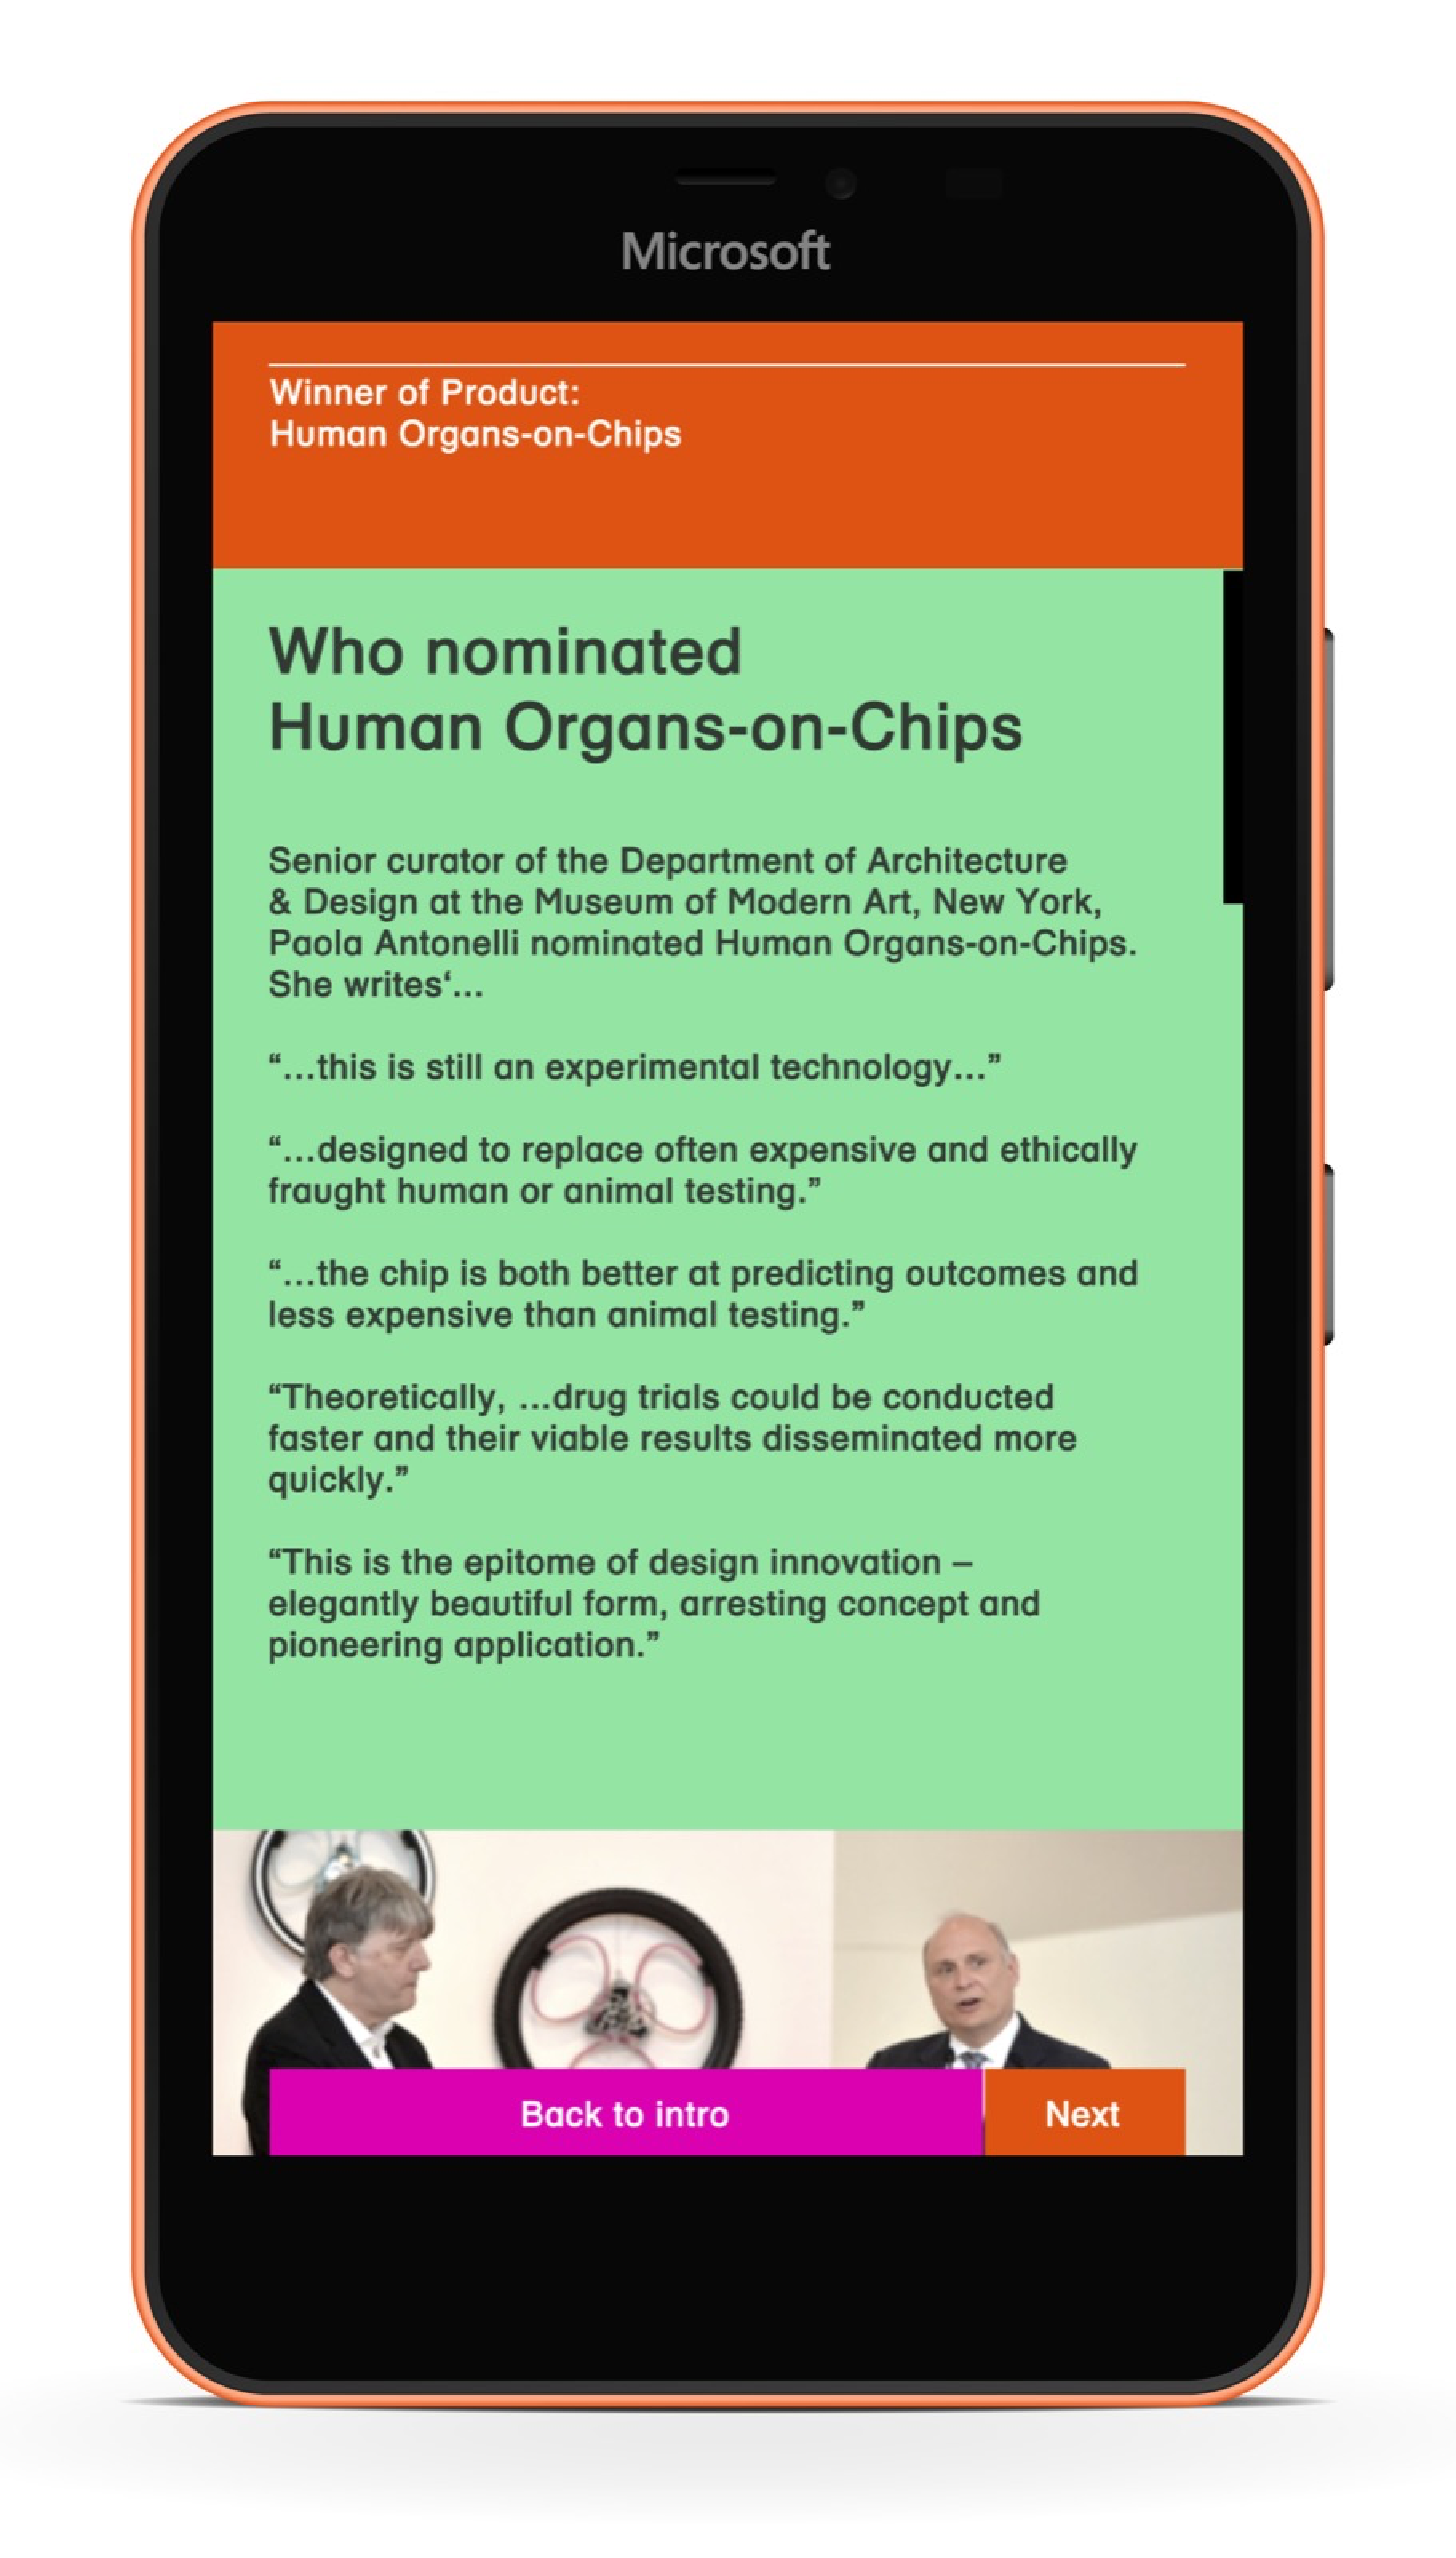 Microsoft
Winner of Product:
Human Organs-on-Chips
Who nominated
Human Organs-on-Chips
Senior curator of the Department of Architecture
& Design at the Museum of Modern Art, New York,
Paola Antonelli nominated Human Organs-on-Chips.
She writes‘...
“...this is still an experimental technology...”
“...designed to replace often expensive and ethically
fraught human or animal testing.”
“...the chip is both better at predicting outcomes and
less expensive than animal testing.”
“Theoretically, ...drug trials could be conducted
faster and their viable results disseminated more
quickly.”
“This is the epitome of design innovation –
elegantly beautiful form, arresting concept and
pioneering application.”
Back to intro
Next